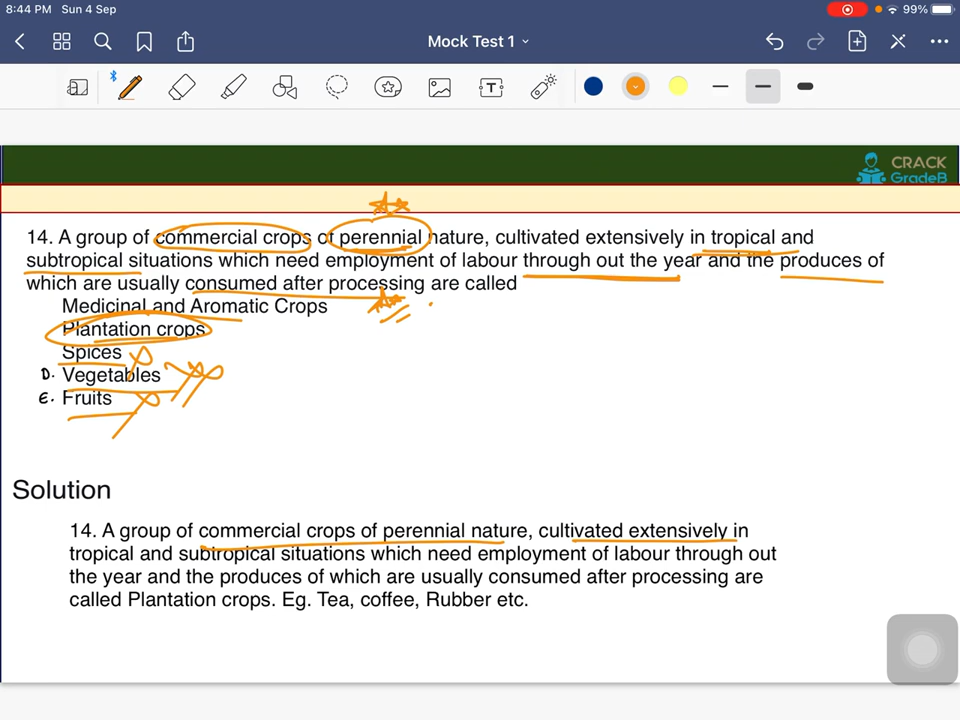 8:44 PM Sun 4 Sep 99%
Mock Test 1
T
CRACK
GradeB
14. A group of commercial crops of perennial nature, cultivated extensively in tropical and
subtropical situations which need employment of labour through out the year and the produces of
which are usually consumed after processing are called
Medicinal and Aromatic Crops
Plantation crops
Spices
D. Vegetables
E. Fruits
Solution
14. A group of commercial crops of perennial nature, cultivated extensively in
tropical and subtropical situations which need employment of labour through out
the year and the produces of which are usually consumed after processing are
called Plantation crops. Eg. Tea, coffee, Rubber etc.